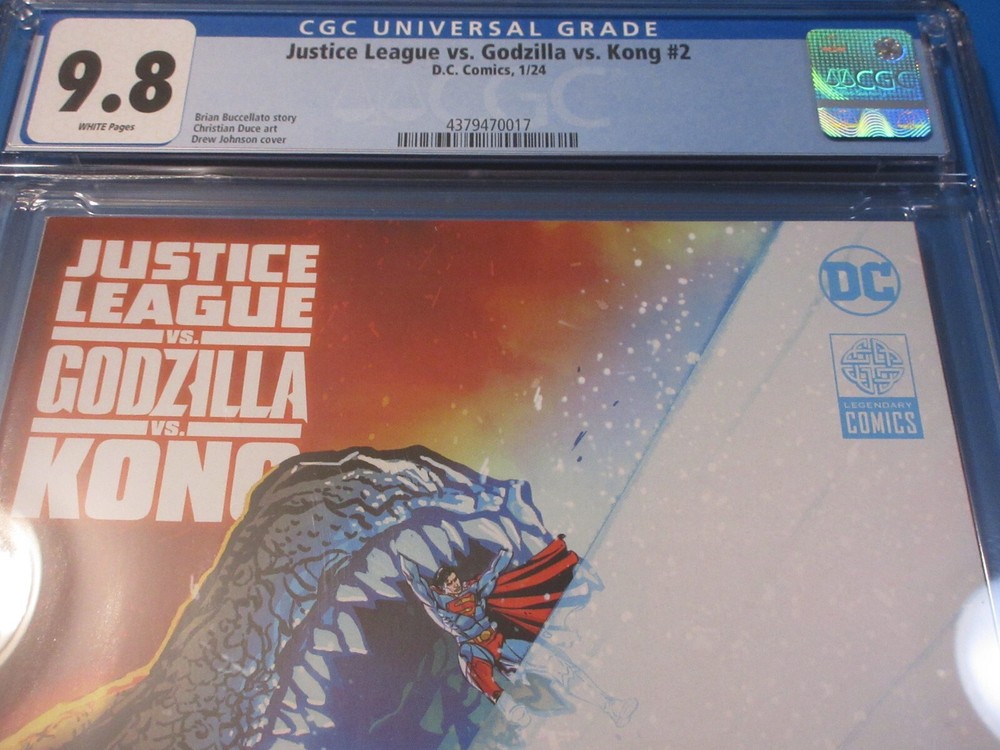 CGC UNIVERSAL GRADE
Justice League vs. Godzilla vs. Kong #2
D.C. Comics, 1/24
9.8
WHITE Pages
Brian Buccellato story
Christian Duce art
Drew Johnson cover
4379470017
CGC
CGC
JUSTICE
LEAGUE
VS.
GODZILLA
VS.
KONG
DC
LEGENDARY
COMICS
S